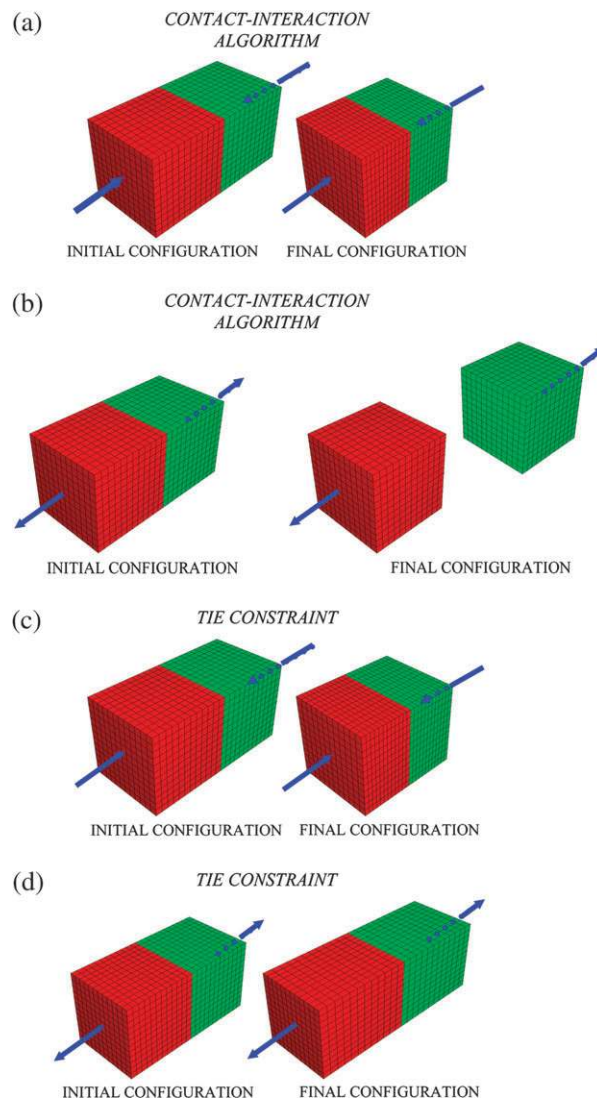 (a)
CONTACT-INTERACTION
ALGORITHM
INITIAL CONFIGURATION FINAL CONFIGURATION
(b)
CONTACT-INTERACTION
ALGORITHM
INITIAL CONFIGURATION FINAL CONFIGURATION
(c)
TIE CONSTRAINT
INITIAL CONFIGURATION FINAL CONFIGURATION
(d)
TIE CONSTRAINT
INITIAL CONFIGURATION FINAL CONFIGURATION